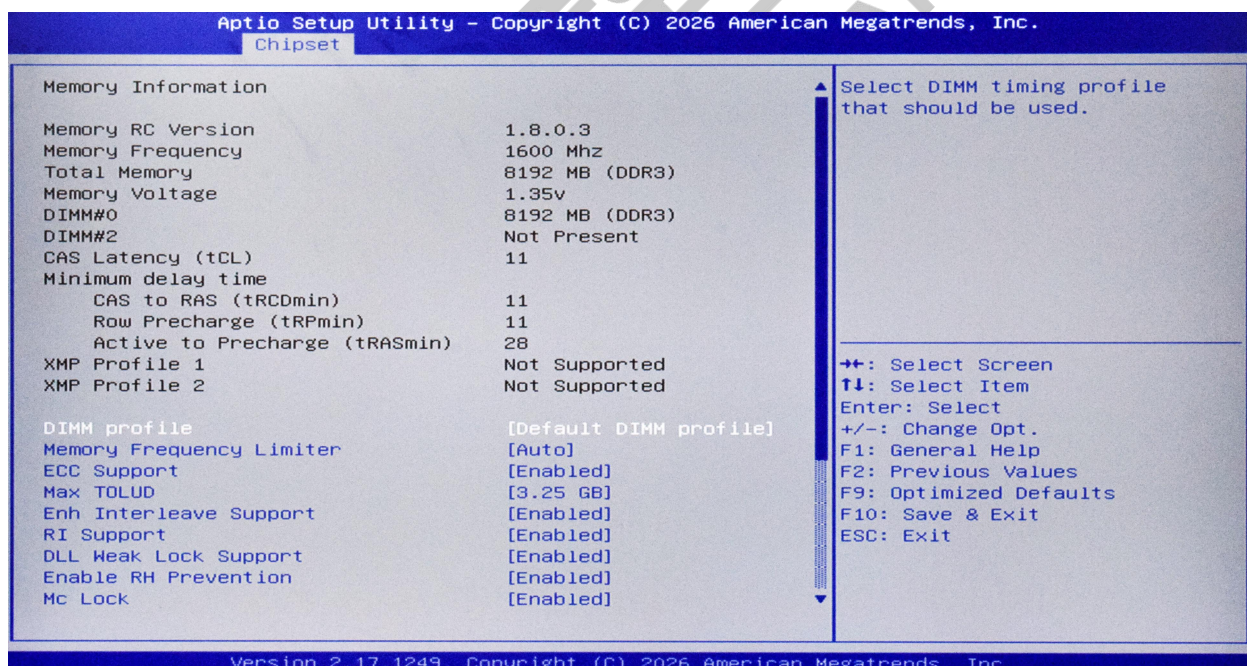 Aptio Setup Utility – Copyright (C) 2026 American Megatrends, Inc.
Chipset
Memory Information
Memory RC Version 1.8.0.3
Memory Frequency 1600 Mhz
Total Memory 8192 MB (DDR3)
Memory Voltage 1.35v
DIMM#0 8192 MB (DDR3)
DIMM#2 Not Present
CAS Latency (tCL) 11
Minimum delay time
CAS to RAS (tRCDmin) 11
Row Precharge (tRPmin) 11
Active to Precharge (tRASmin) 28
XMP Profile 1 Not Supported
XMP Profile 2 Not Supported
DIMM profile [Default DIMM profile]
Memory Frequency Limiter [Auto]
ECC Support [Enabled]
Max TOLUD [3.25 GB]
Enh Interleave Support [Enabled]
RI Support [Enabled]
DLL Weak Lock Support [Enabled]
Enable RH Prevention [Enabled]
Mc Lock [Enabled]
Select DIMM timing profile
that should be used.
→←: Select Screen
↑↓: Select Item
Enter: Select
+/-: Change Opt.
F1: General Help
F2: Previous Values
F9: Optimized Defaults
F10: Save & Exit
ESC: Exit
Version 2.17.1249. Copyright (C) 2026 American Megatrends, Inc.